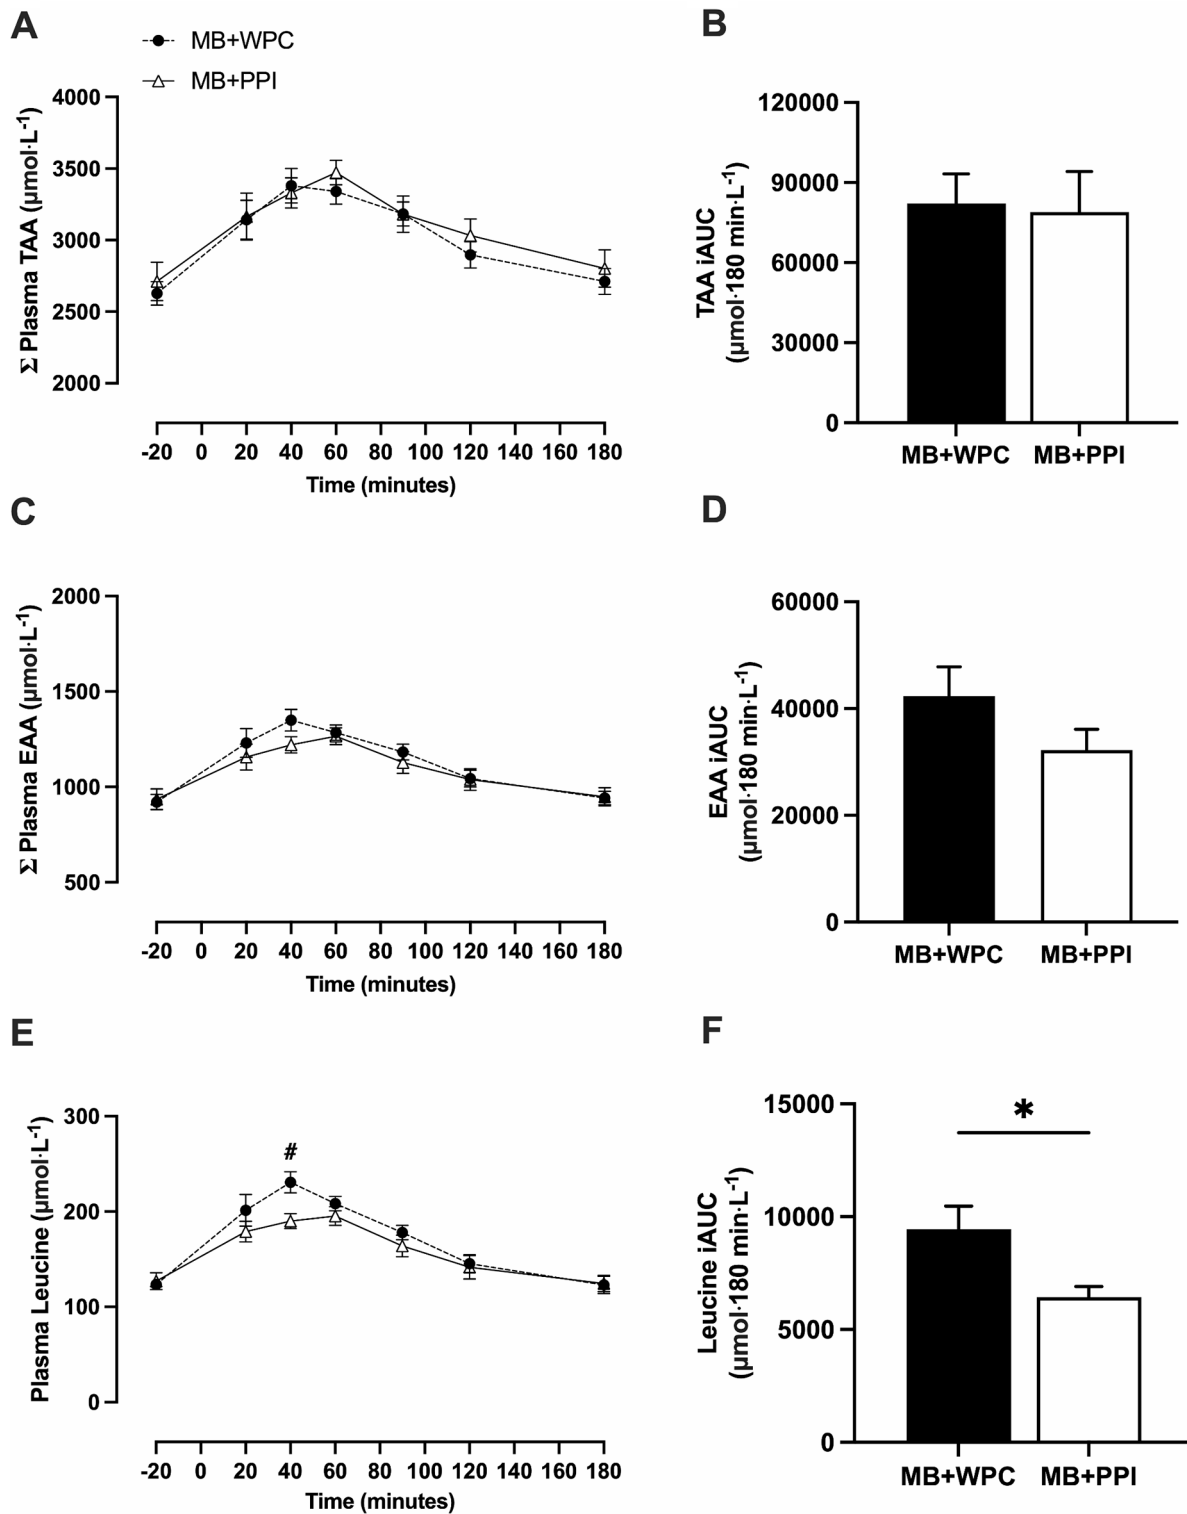 A
MB+WPC
MB+PPI
Σ Plasma TAA (µmol·L-1)
4000
3500
3000
2500
2000
-20 0 20 40 60 80 100 120 140 160 180
Time (minutes)
B
TAA iAUC
(µmol·180 min·L-1)
120000
90000
60000
30000
0
MB+WPC MB+PPI
C
Σ Plasma EAA (µmol·L-1)
2000
1500
1000
500
-20 0 20 40 60 80 100 120 140 160 180
Time (minutes)
D
EAA iAUC
(µmol·180 min·L-1)
60000
40000
20000
0
MB+WPC MB+PPI
E
Plasma Leucine (µmol·L-1)
300
200
100
0
#
-20 0 20 40 60 80 100 120 140 160 180
Time (minutes)
F
Leucine iAUC
(µmol·180 min·L-1)
15000
10000
5000
0
*
MB+WPC MB+PPI